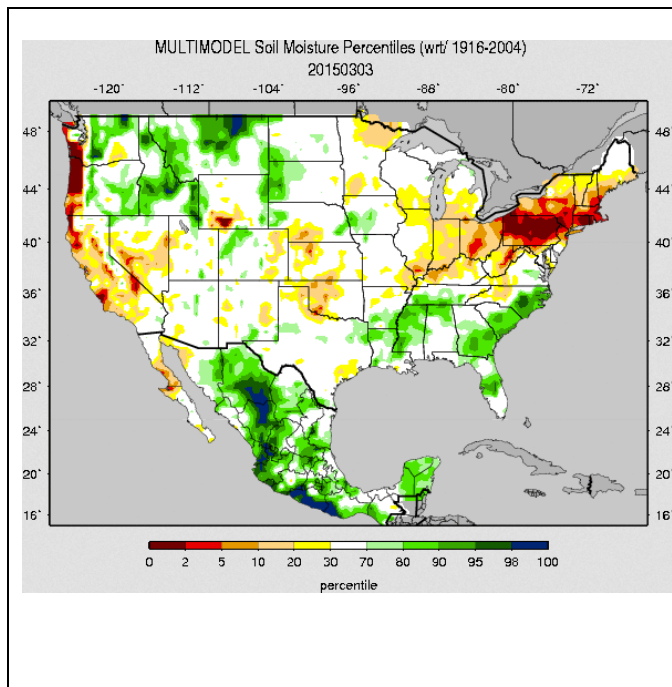 MULTIMODEL Soil Moisture Percentiles (wrt/ 1916-2004)
20150303
-120° -112° -104° -96° -88° -80° -72°
48° 48°
44° 44°
40° 40°
36° 36°
32° 32°
28° 28°
24° 24°
20° 20°
16° 16°
0 2 5 10 20 30 70 80 90 95 98 100
percentile